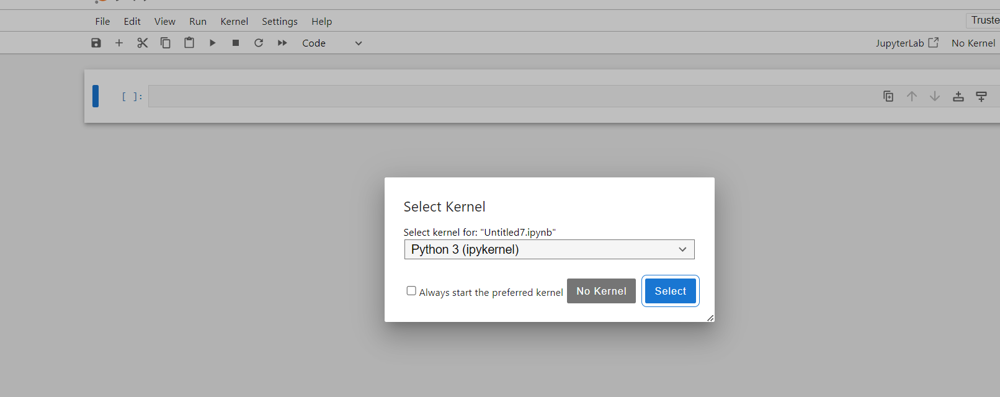 File Edit View Run Kernel Settings Help
Truste
Code
JupyterLab
No Kernel
[ ]:
Select Kernel
Select kernel for: "Untitled7.ipynb"
Python 3 (ipykernel)
Always start the preferred kernel No Kernel Select